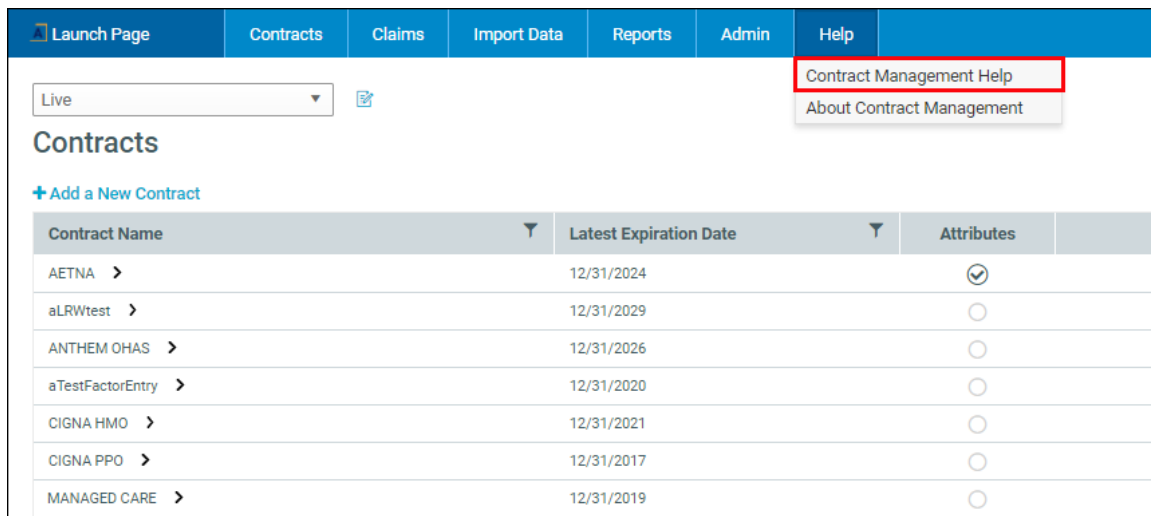 Launch Page Contracts Claims Import Data Reports Admin Help
Contract Management Help
About Contract Management
Live
Contracts
+ Add a New Contract
Contract Name Latest Expiration Date Attributes
AETNA 12/31/2024
aLRWtest 12/31/2029
ANTHEM OHAS 12/31/2026
aTestFactorEntry 12/31/2020
CIGNA HMO 12/31/2021
CIGNA PPO 12/31/2017
MANAGED CARE 12/31/2019